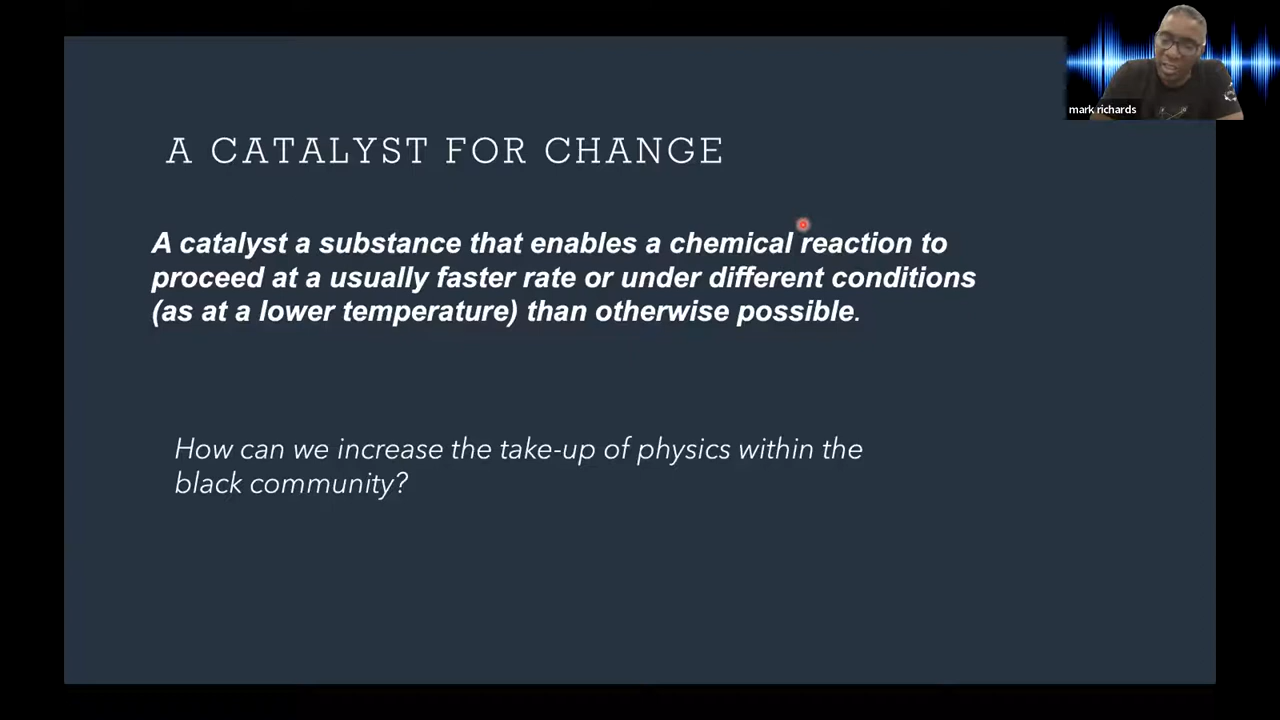 mark richards
A CATALYST FOR CHANGE
A catalyst a substance that enables a chemical reaction to
proceed at a usually faster rate or under different conditions
(as at a lower temperature) than otherwise possible.
How can we increase the take-up of physics within the
black community?